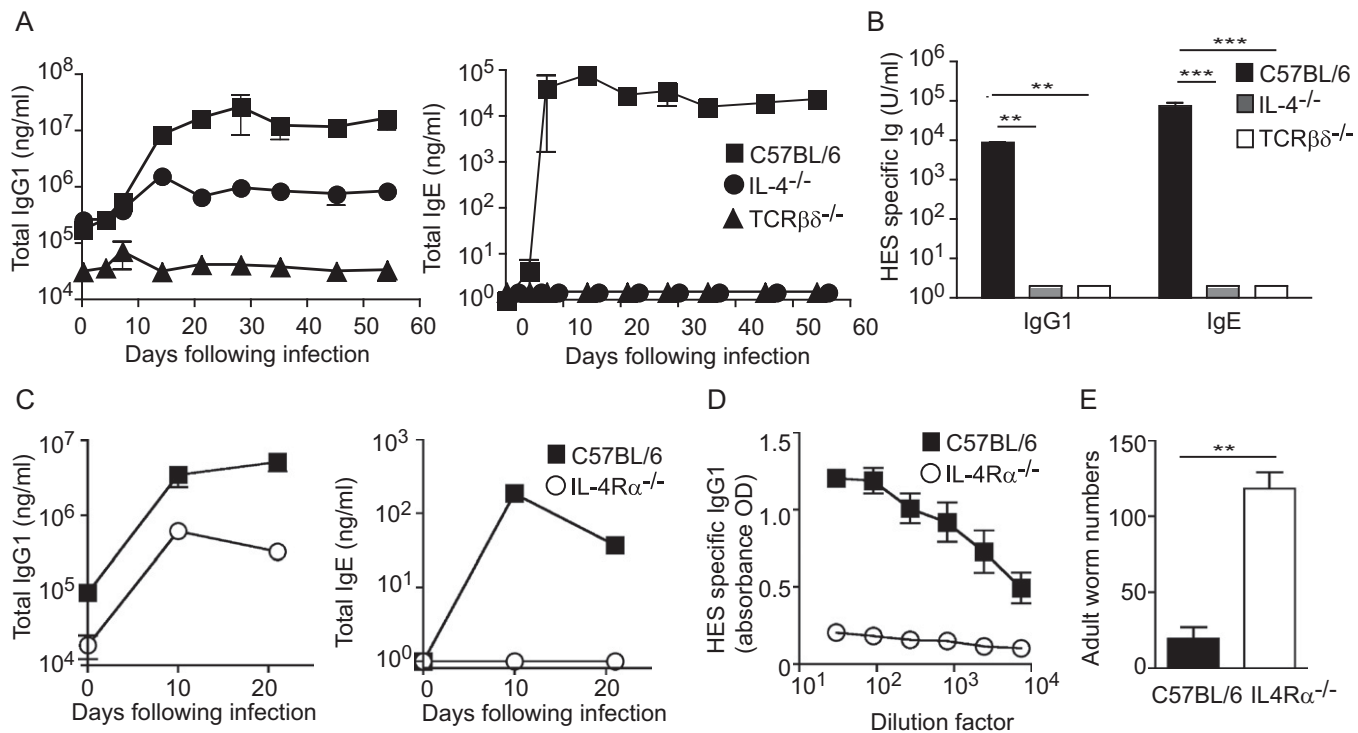 A
Total IgG1 (ng/ml)
10⁸
10⁷
10⁶
10⁵
10⁴
0 10 20 30 40 50 60
Days following infection
Total IgE (ng/ml)
10⁵
10⁴
10³
10²
10¹
10⁰
0 10 20 30 40 50 60
Days following infection
C57BL/6
IL-4⁻/⁻
TCRβδ⁻/⁻
B
HES specific Ig (U/ml)
10⁶
10⁵
10⁴
10³
10²
10¹
10⁰
**
**
***
***
IgG1 IgE
C57BL/6
IL-4⁻/⁻
TCRβδ⁻/⁻
C
Total IgG1 (ng/ml)
10⁷
10⁶
10⁵
10⁴
0 10 20
Days following infection
Total IgE (ng/ml)
10³
10²
10¹
10⁰
0 10 20
Days following infection
C57BL/6
IL-4Rα⁻/⁻
D
HES specific IgG1
(absorbance OD)
1.5
1.0
0.5
0
10¹ 10² 10³ 10⁴
Dilution factor
C57BL/6
IL-4Rα⁻/⁻
E
Adult worm numbers
150
100
50
0
**
C57BL/6 IL4Rα⁻/⁻